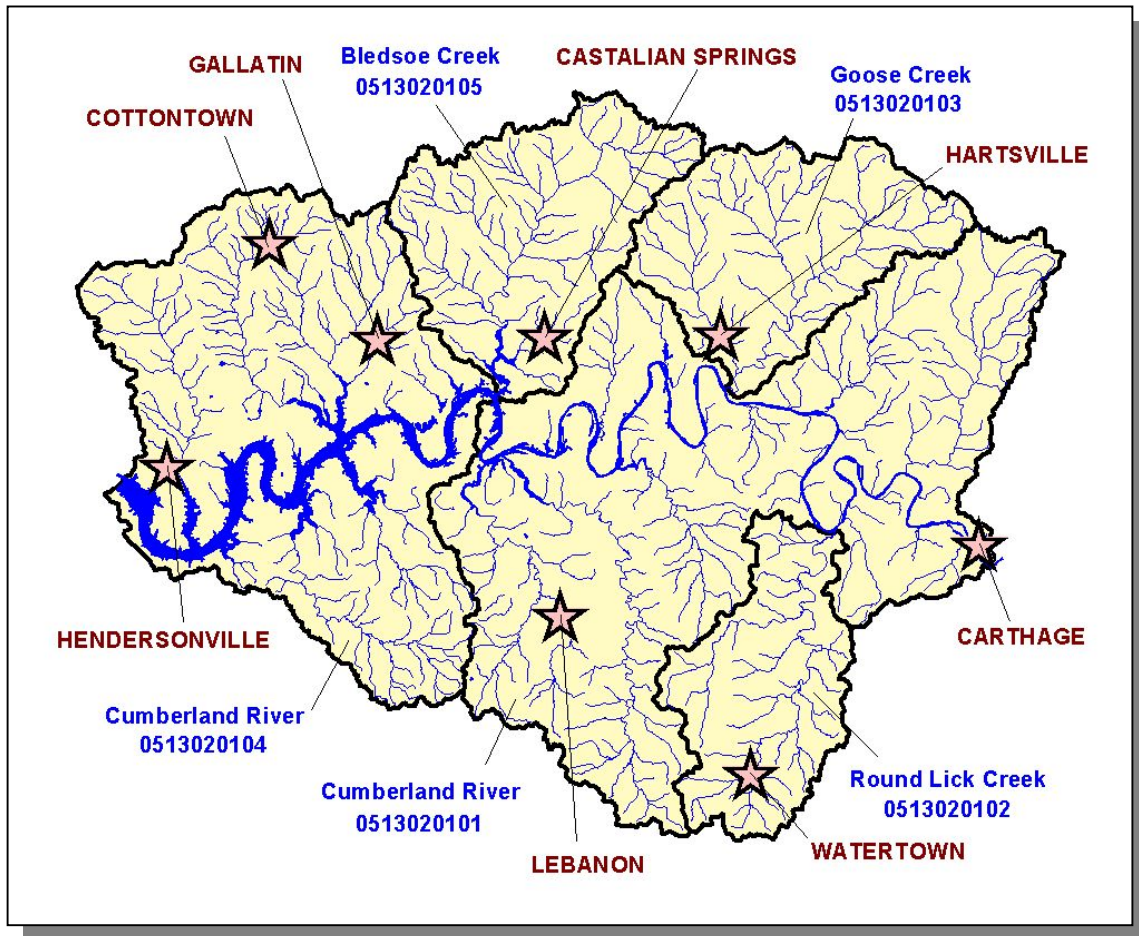 GALLATIN
Bledsoe Creek
0513020105
CASTALIAN SPRINGS
Goose Creek
0513020103
COTTONTOWN
HARTSVILLE
HENDERSONVILLE
CARTHAGE
Cumberland River
0513020104
Cumberland River
0513020101
Round Lick Creek
0513020102
LEBANON
WATERTOWN